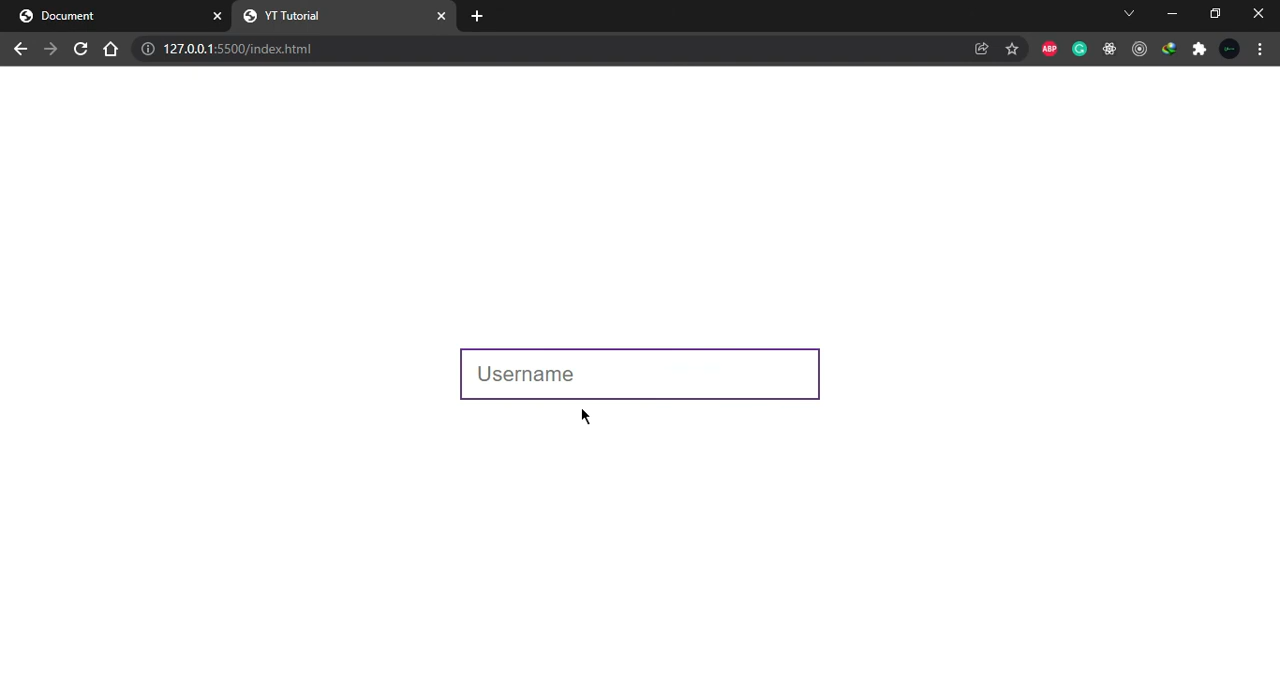 Document
YT Tutorial
127.0.0.1:5500/index.html
ABP
Username